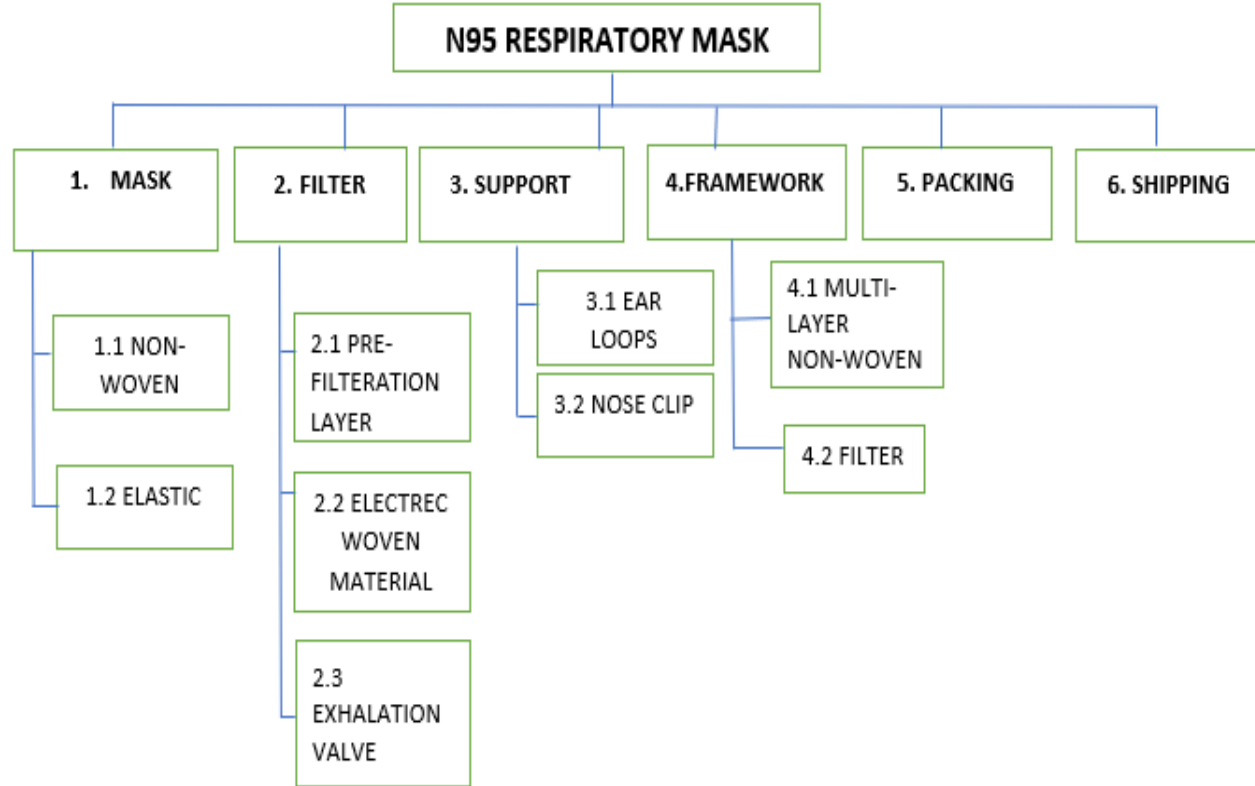 N95 RESPIRATORY MASK
1. MASK
2. FILTER
3. SUPPORT
4.FRAMEWORK
5. PACKING
6. SHIPPING
1.1 NON-
WOVEN
1.2 ELASTIC
2.1 PRE-
FILTERATION
LAYER
2.2 ELECTREC
WOVEN
MATERIAL
2.3
EXHALATION
VALVE
3.1 EAR
LOOPS
3.2 NOSE CLIP
4.1 MULTI-
LAYER
NON-WOVEN
4.2 FILTER